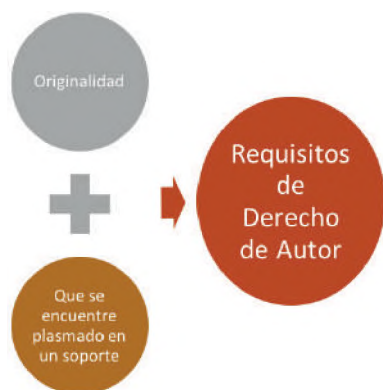 Originalidad
Que se
encuentre
plasmado en
un soporte
Requisitos
de
Derecho
de Autor